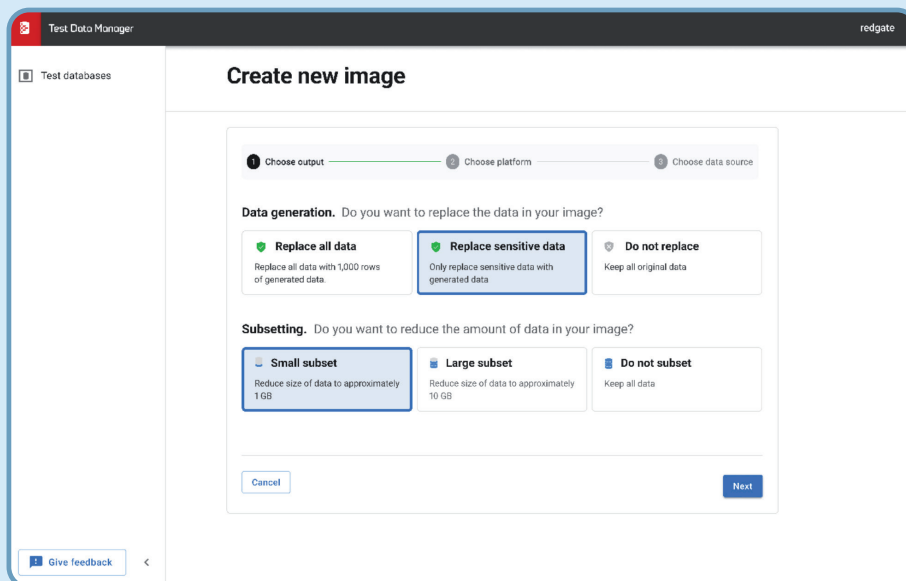 Test Data Manager
redgate
Test databases
Create new image
1 Choose output
2 Choose platform
3 Choose data source
Data generation. Do you want to replace the data in your image?
Replace all data
Replace all data with 1,000 rows
of generated data.
Replace sensitive data
Only replace sensitive data with
generated data
Do not replace
Keep all original data
Subsetting. Do you want to reduce the amount of data in your image?
Small subset
Reduce size of data to approximately
1 GB
Large subset
Reduce size of data to approximately
10 GB
Do not subset
Keep all data
Cancel
Next
Give feedback